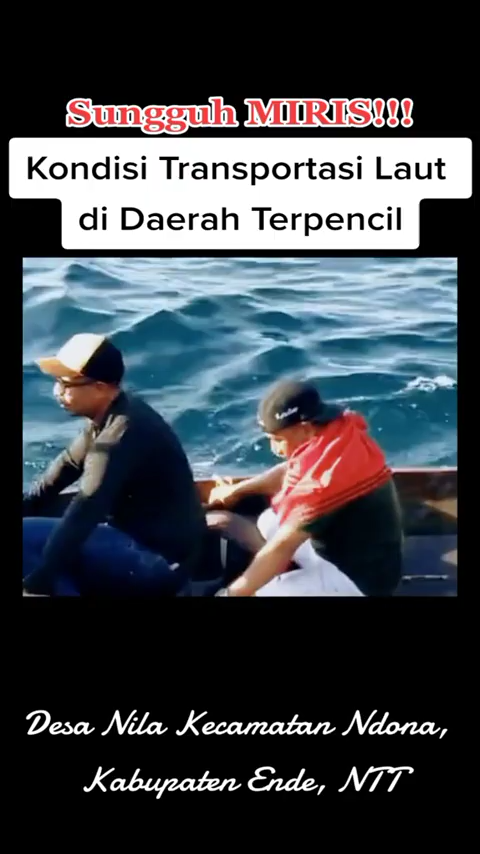 Sungguh MIRIS!!!
Kondisi Transportasi Laut
di Daerah Terpencil
Desa Nila Kecamatan Ndona,
Kabupaten Ende, NTT